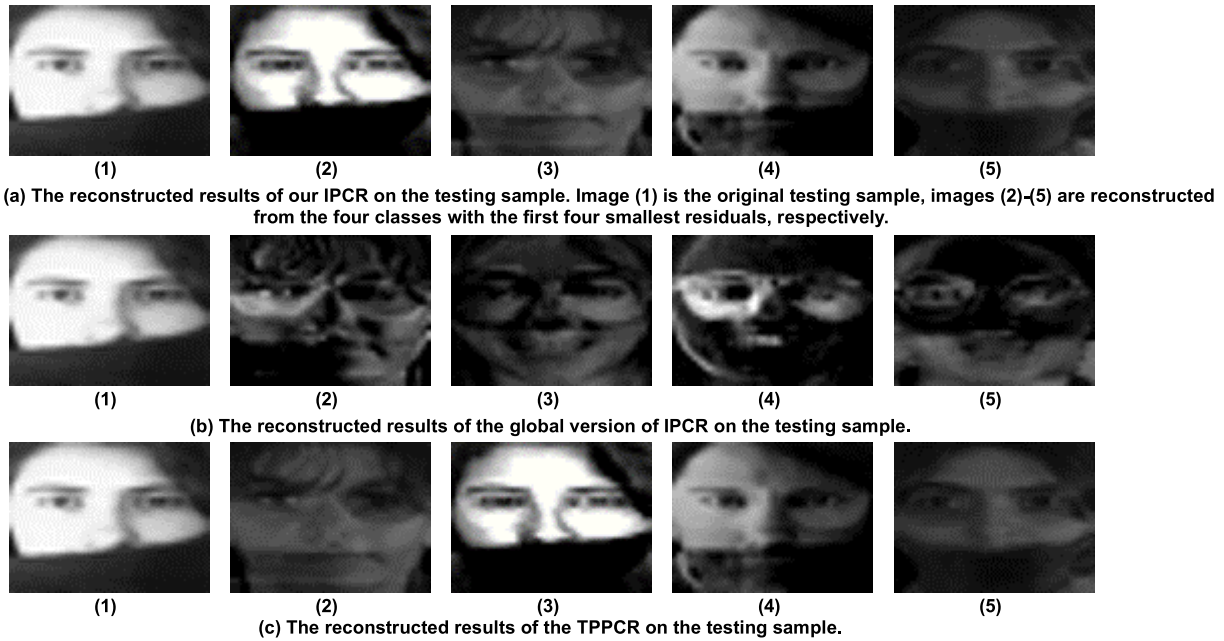 (1) (2) (3) (4) (5)
(a) The reconstructed results of our IPCR on the testing sample. Image (1) is the original testing sample, images (2)-(5) are reconstructed
from the four classes with the first four smallest residuals, respectively.
(1) (2) (3) (4) (5)
(b) The reconstructed results of the global version of IPCR on the testing sample.
(1) (2) (3) (4) (5)
(c) The reconstructed results of the TPPCR on the testing sample.